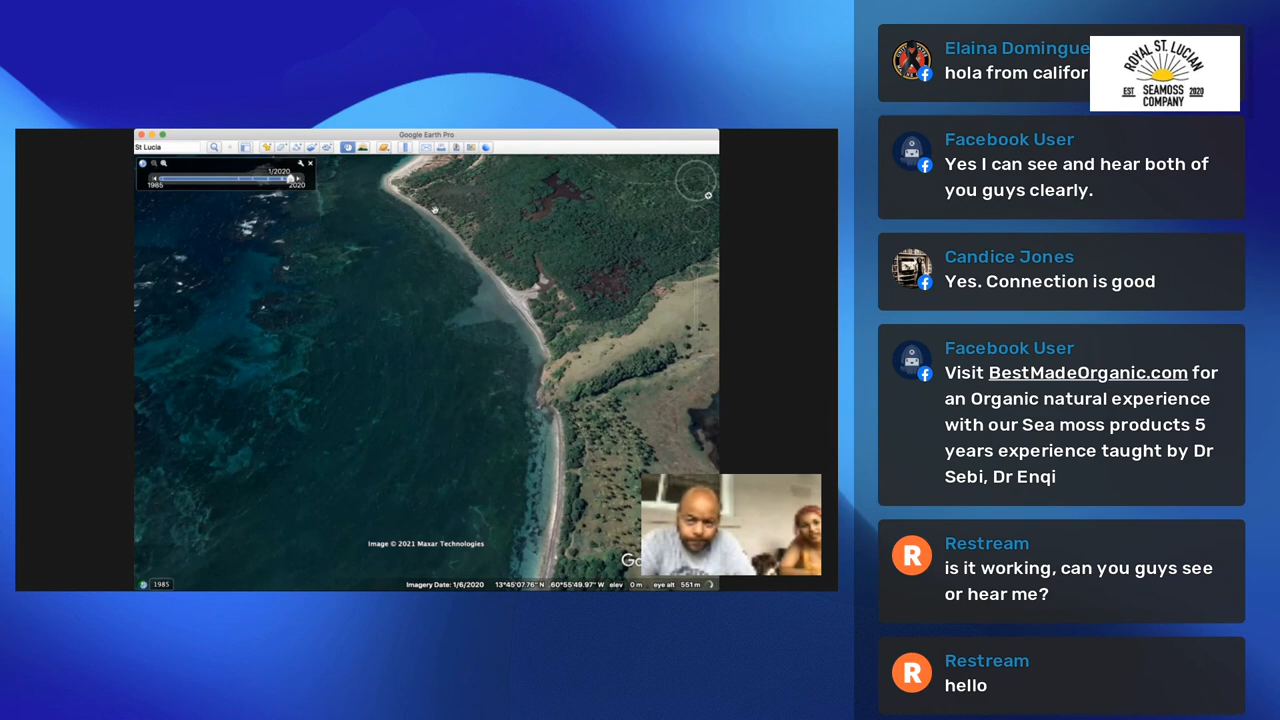 Google Earth Pro
St Lucia
1/2020
1985
2020
Image © 2021 Maxar Technologies
1985
Imagery Date: 1/6/2020 13°45'07.76" N 60°55'49.97" W elev 0 m eye alt 551 m
Elaina Domingue
hola from califor
ROYAL ST. LUCIAN
EST 2020
SEAMOSS
COMPANY
Facebook User
Yes I can see and hear both of
you guys clearly.
Candice Jones
Yes. Connection is good
Facebook User
Visit BestMadeOrganic.com for
an Organic natural experience
with our Sea moss products 5
years experience taught by Dr
Sebi, Dr Enqi
R
Restream
is it working, can you guys see
or hear me?
R
Restream
hello